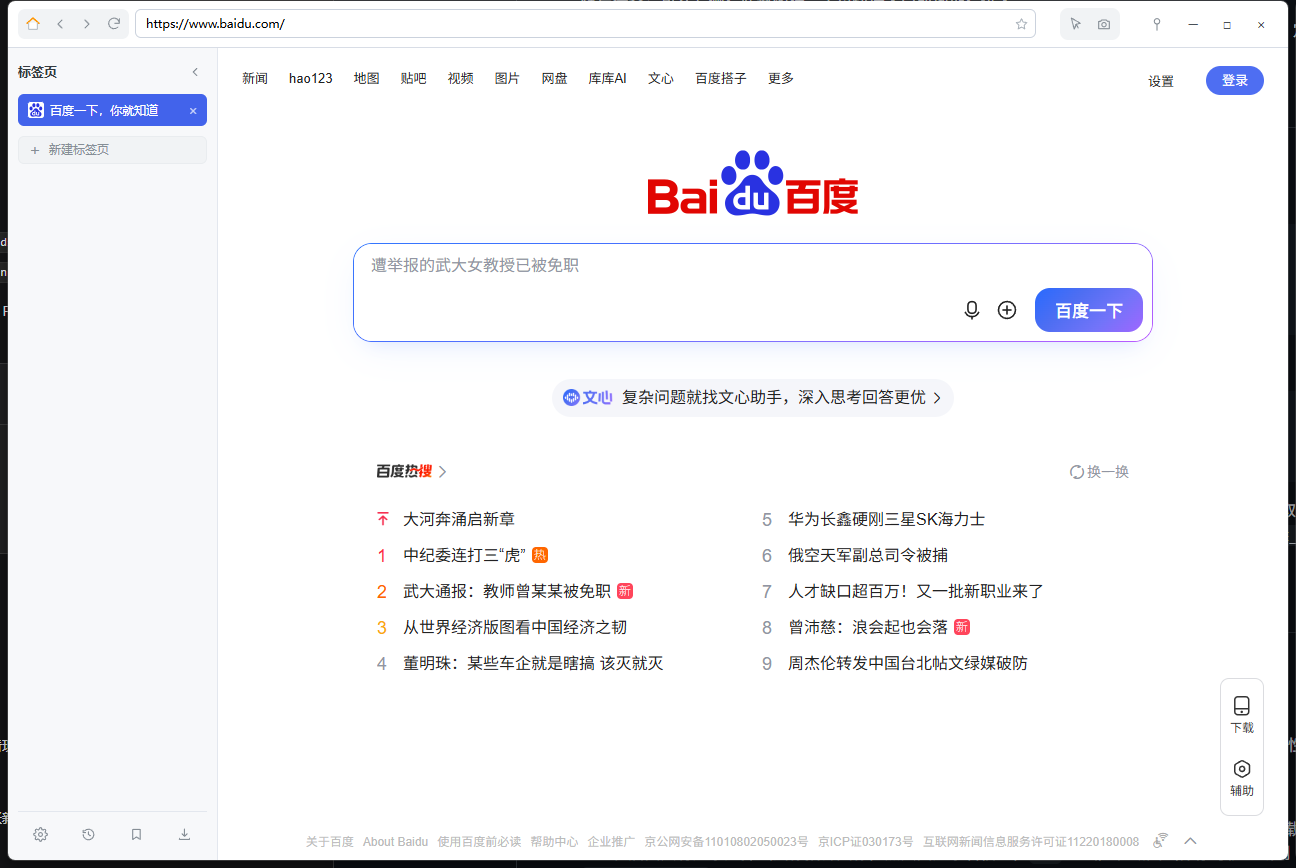 https://www.baidu.com/
标签页
百度一下，你就知道
新建标签页
新闻 hao123 地图 贴吧 视频 图片 网盘 库库AI 文心 百度搭子 更多
设置 登录
Bai du 百度
遭举报的武大女教授已被免职
百度一下
文心 复杂问题就找文心助手，深入思考回答更优
百度热搜
换一换
大河奔涌启新章
1 中纪委连打三“虎” 热
2 武大通报：教师曾某某被免职 新
3 从世界经济版图看中国经济之韧
4 董明珠：某些车企就是瞎搞 该灭就灭
5 华为长鑫硬刚三星SK海力士
6 俄空天军副总司令被捕
7 人才缺口超百万！又一批新职业来了
8 曾沛慈：浪会起也会落 新
9 周杰伦转发中国台北帖文绿媒破防
下载
辅助
关于百度 About Baidu 使用百度前必读 帮助中心 企业推广 京公网安备11010802050023号 京ICP证030173号 互联网新闻信息服务许可证11220180008